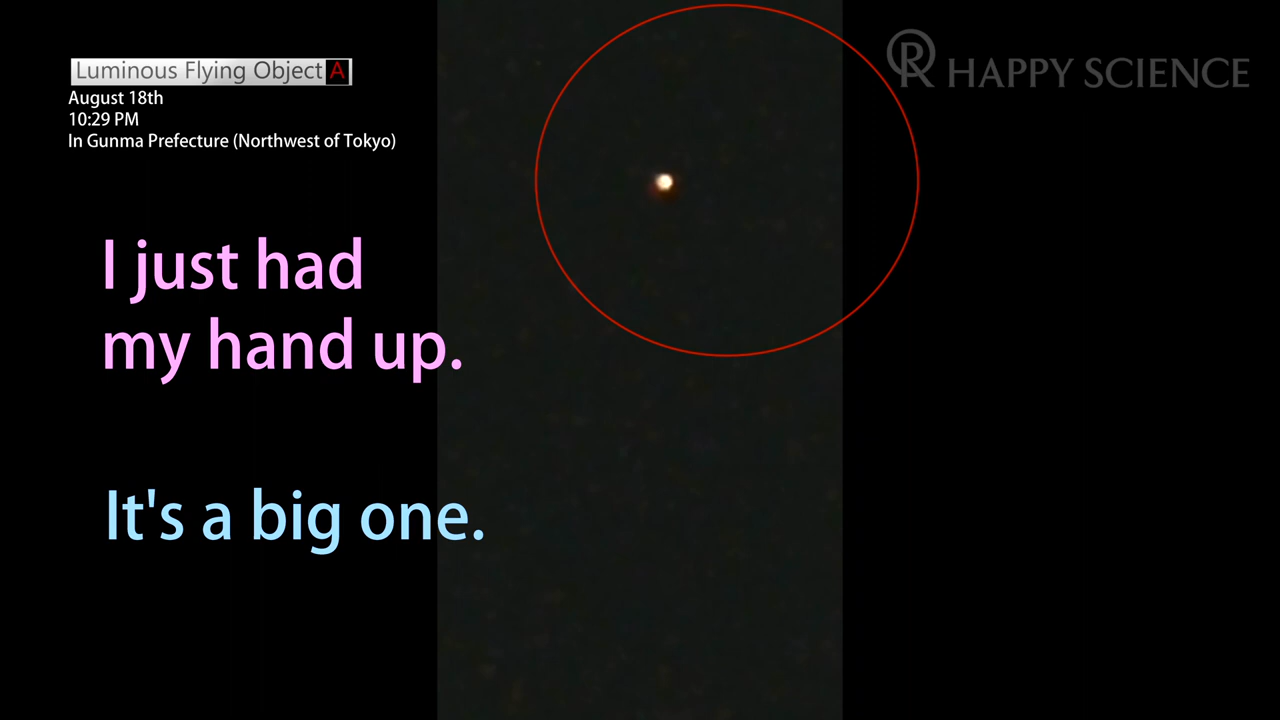 Luminous Flying Object A
August 18th
10:29 PM
In Gunma Prefecture (Northwest of Tokyo)
R HAPPY SCIENCE
I just had
my hand up.
It's a big one.